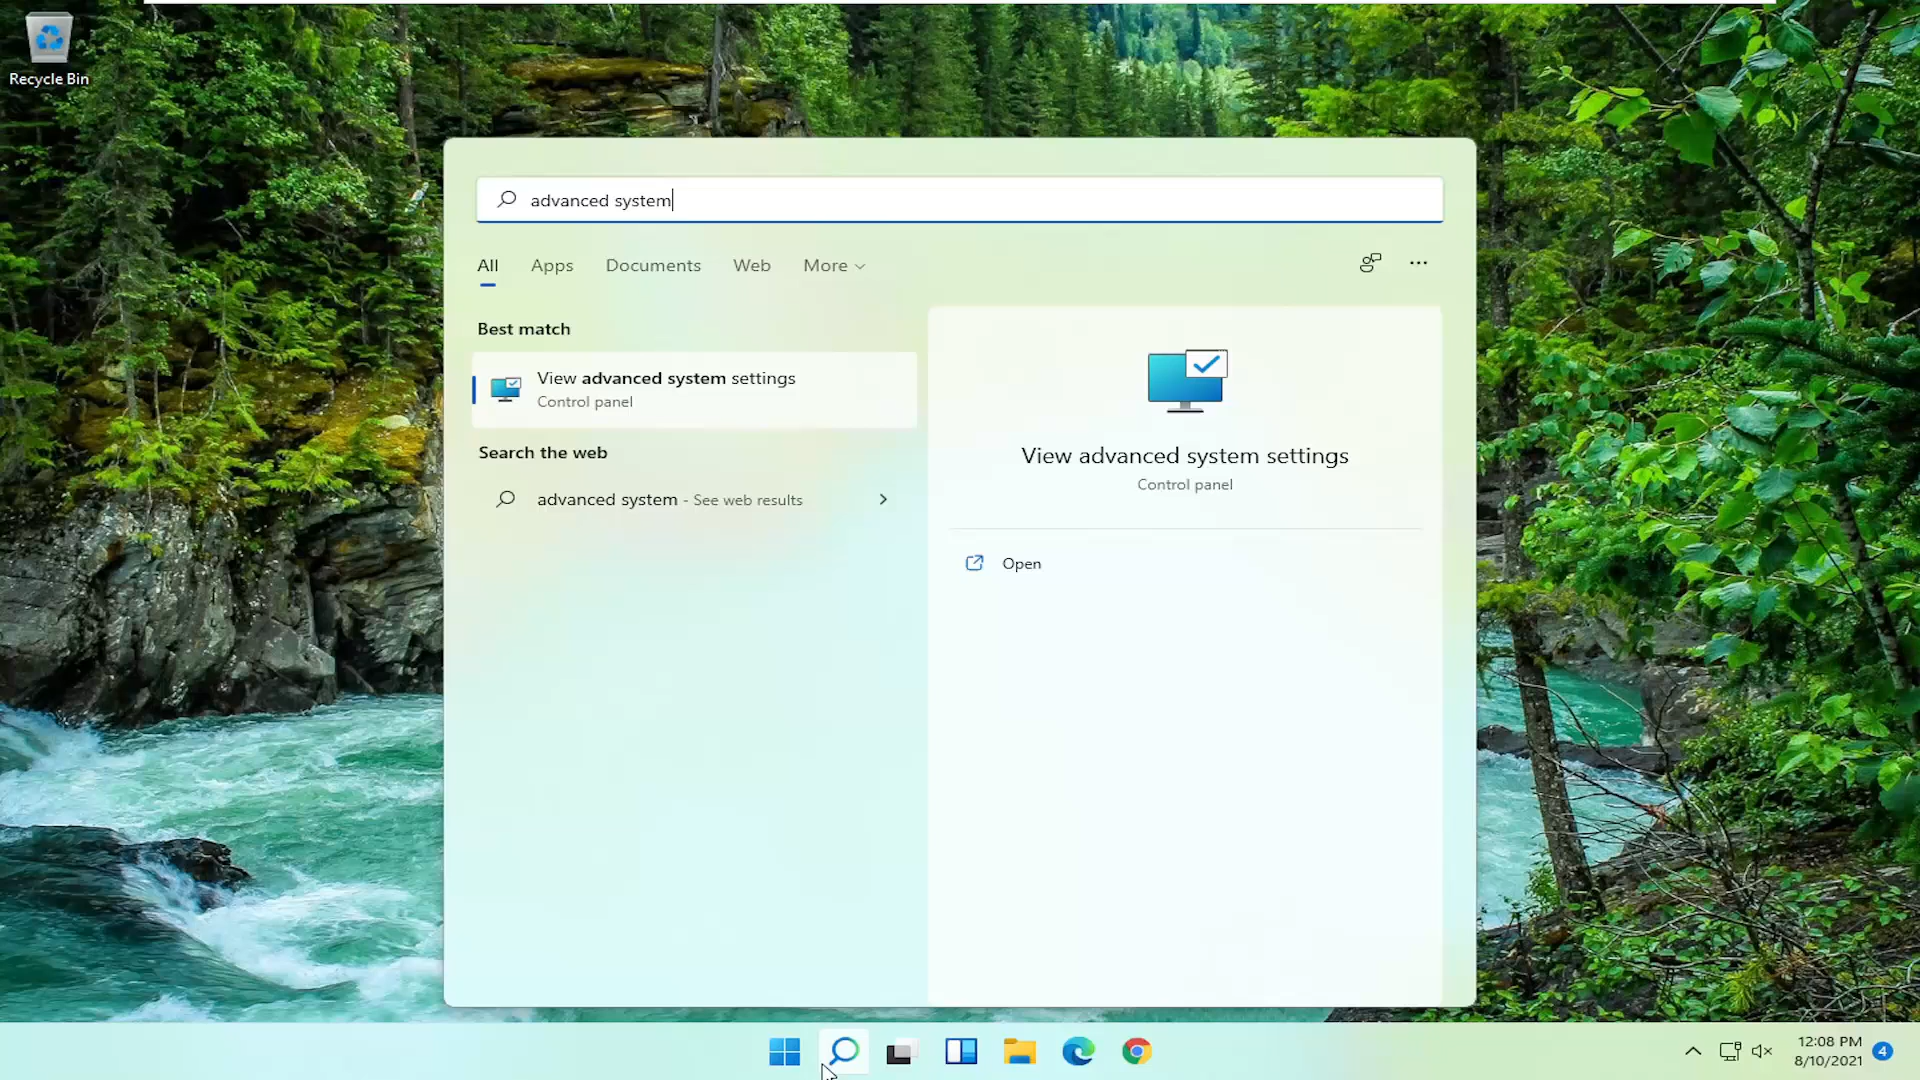 Recycle Bin
advanced system
All Apps Documents Web More
Best match
View advanced system settings
Control panel
Search the web
advanced system - See web results
View advanced system settings
Control panel
Open
12:08 PM
8/10/2021
4